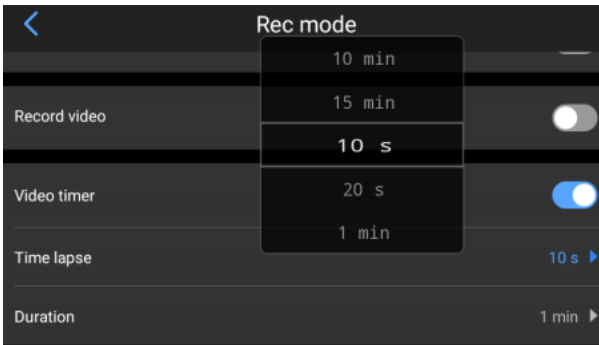 Rec mode
10 min
15 min
Record video
10 s
Video timer
20 s
1 min
Time lapse
10 s
Duration
1 min